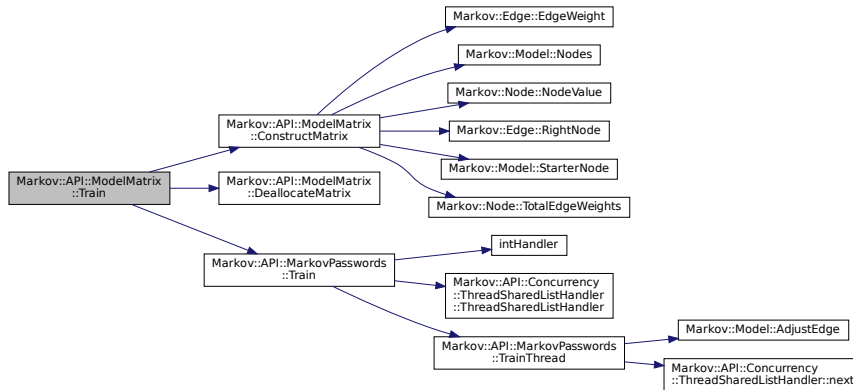 Markov::Edge::EdgeWeight
Markov::Model::Nodes
Markov::Node::NodeValue
Markov::API::ModelMatrix
::ConstructMatrix
Markov::Edge::RightNode
Markov::Model::StarterNode
Markov::API::ModelMatrix
::Train
Markov::API::ModelMatrix
::DeallocateMatrix
Markov::Node::TotalEdgeWeights
Markov::API::MarkovPasswords
::Train
intHandler
Markov::API::Concurrency
::ThreadSharedListHandler
::ThreadSharedListHandler
Markov::API::MarkovPasswords
::TrainThread
Markov::Model::AdjustEdge
Markov::API::Concurrency
::ThreadSharedListHandler::next